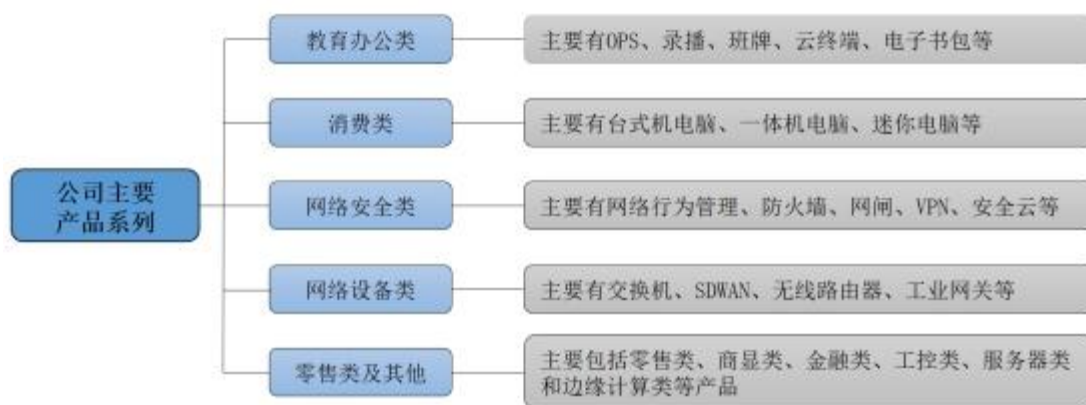 教育办公类
主要有OPS、录播、班牌、云终端、电子书包等
消费类
主要有台式机电脑、一体机电脑、迷你电脑等
公司主要
产品系列
网络安全类
主要有网络行为管理、防火墙、网闸、VPN、安全云等
网络设备类
主要有交换机、SDWAN、无线路由器、工业网关等
零售类及其他
主要包括零售类、商显类、金融类、工控类、服务器类
和边缘计算类等产品